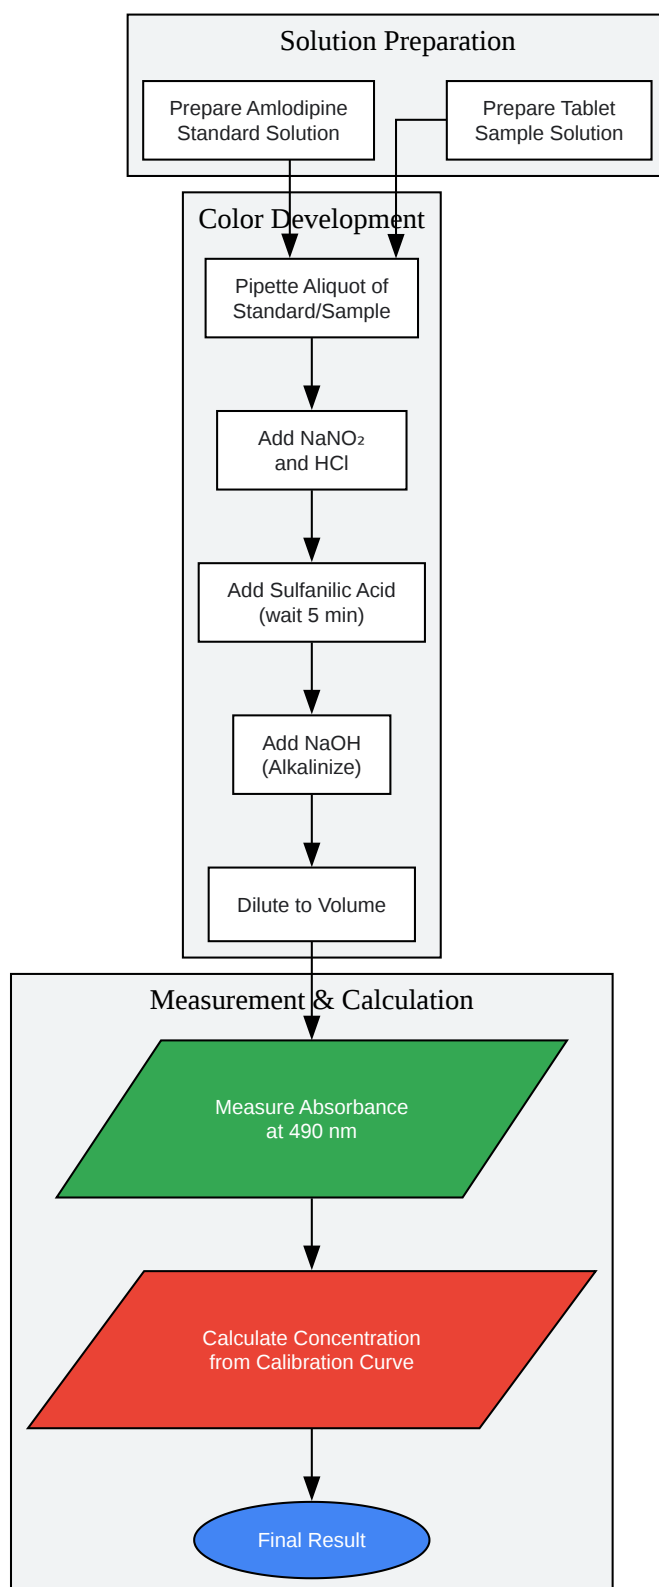 Solution Preparation
Prepare Amlodipine
Standard Solution
Prepare Tablet
Sample Solution
Color Development
Pipette Aliquot of
Standard/Sample
Add NaNO₂
and HCl
Add Sulfanilic Acid
(wait 5 min)
Add NaOH
(Alkalinize)
Dilute to Volume
Measurement & Calculation
Measure Absorbance
at 490 nm
Calculate Concentration
from Calibration Curve
Final Result